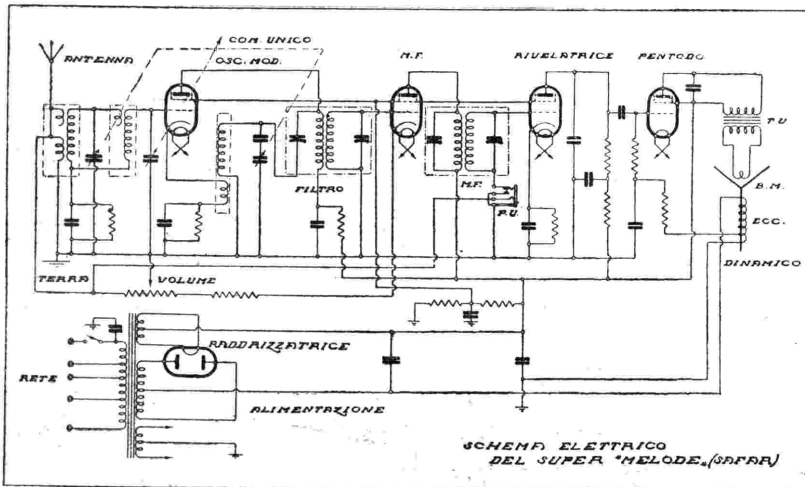 COM. UNICO
ANTENNA
OSC. MOD.
M.F.
RIVELATRICE
PENTODO
T.U
FILTRO
M.F.
P.U.
B.M.
ECC.
DINAMICO
TERRA
VOLUME
RADDRIZZATRICE
RETE
ALIMENTAZIONE
SCHEMA ELETTRICO
DEL SUPER "MELODE„ (SAFAR)